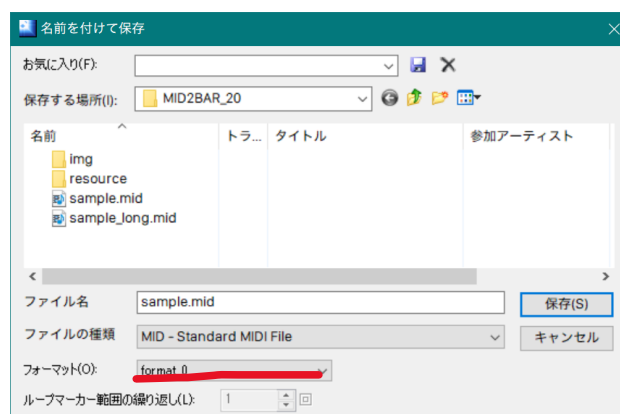 名前を付けて保存
お気に入り(F):
保存する場所(I): MID2BAR_20
名前 トラ... タイトル 参加アーティスト
img
resource
sample.mid
sample_long.mid
ファイル名 sample.mid 保存(S)
ファイルの種類 MID - Standard MIDI File キャンセル
フォーマット(O): format 0
ループマーカー範囲の繰り返し(L): 1